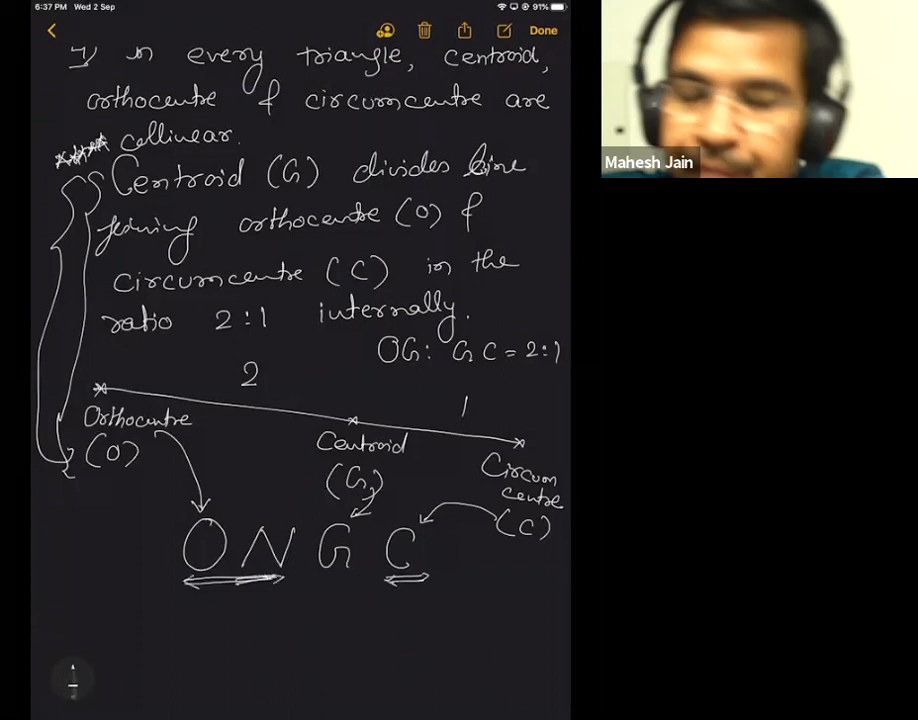 6:37 PM Wed 2 Sep
91%
Done
In every triangle, centroid,
orthocentre & circumcentre are
collinear.
Centroid (G) divides line
joining orthocentre (O) &
circumcentre (C) in the
ratio 2:1 internally.
OG: GC = 2:1
2
1
Orthocentre
(O)
Centroid
(G)
Circum
centre
(C)
O N G C
Mahesh Jain